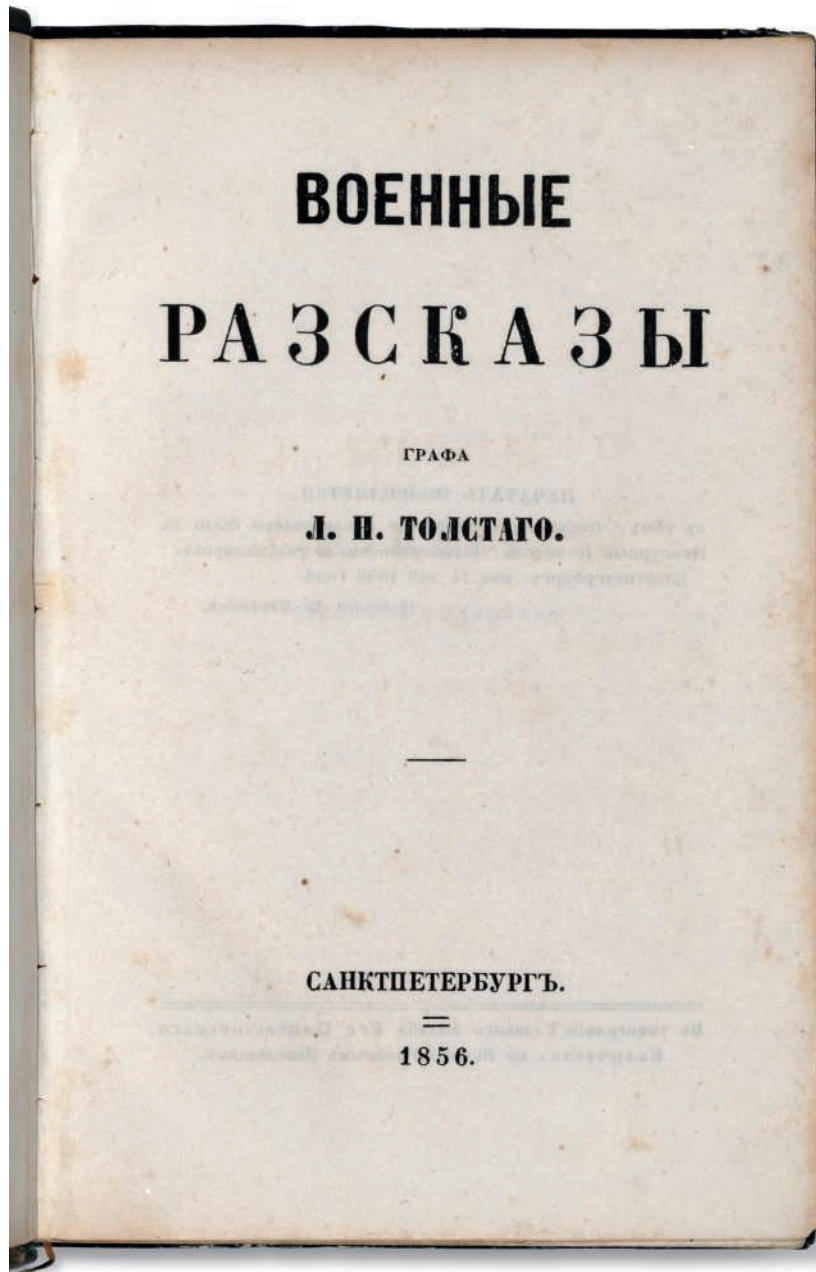 ВОЕННЫЕ
РАЗСКАЗЫ
ГРАФА
Л. Н. ТОЛСТАГО.
САНКТПЕТЕРБУРГЪ.
1856.